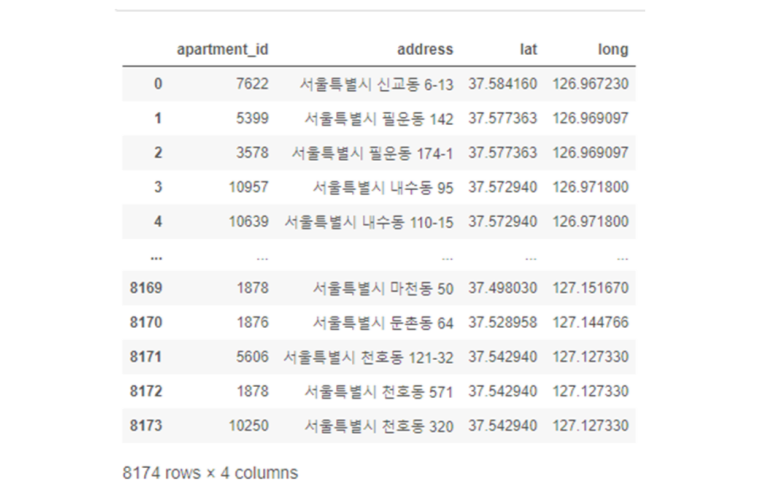 apartment_id address lat long
0 7622 서울특별시 신교동 6-13 37.584160 126.967230
1 5399 서울특별시 필운동 142 37.577363 126.969097
2 3578 서울특별시 필운동 174-1 37.577363 126.969097
3 10957 서울특별시 내수동 95 37.572940 126.971800
4 10639 서울특별시 내수동 110-15 37.572940 126.971800
... ... ... ... ...
8169 1878 서울특별시 마천동 50 37.498030 127.151670
8170 1876 서울특별시 둔촌동 64 37.528958 127.144766
8171 5606 서울특별시 천호동 121-32 37.542940 127.127330
8172 1878 서울특별시 천호동 571 37.542940 127.127330
8173 10250 서울특별시 천호동 320 37.542940 127.127330
8174 rows × 4 columns